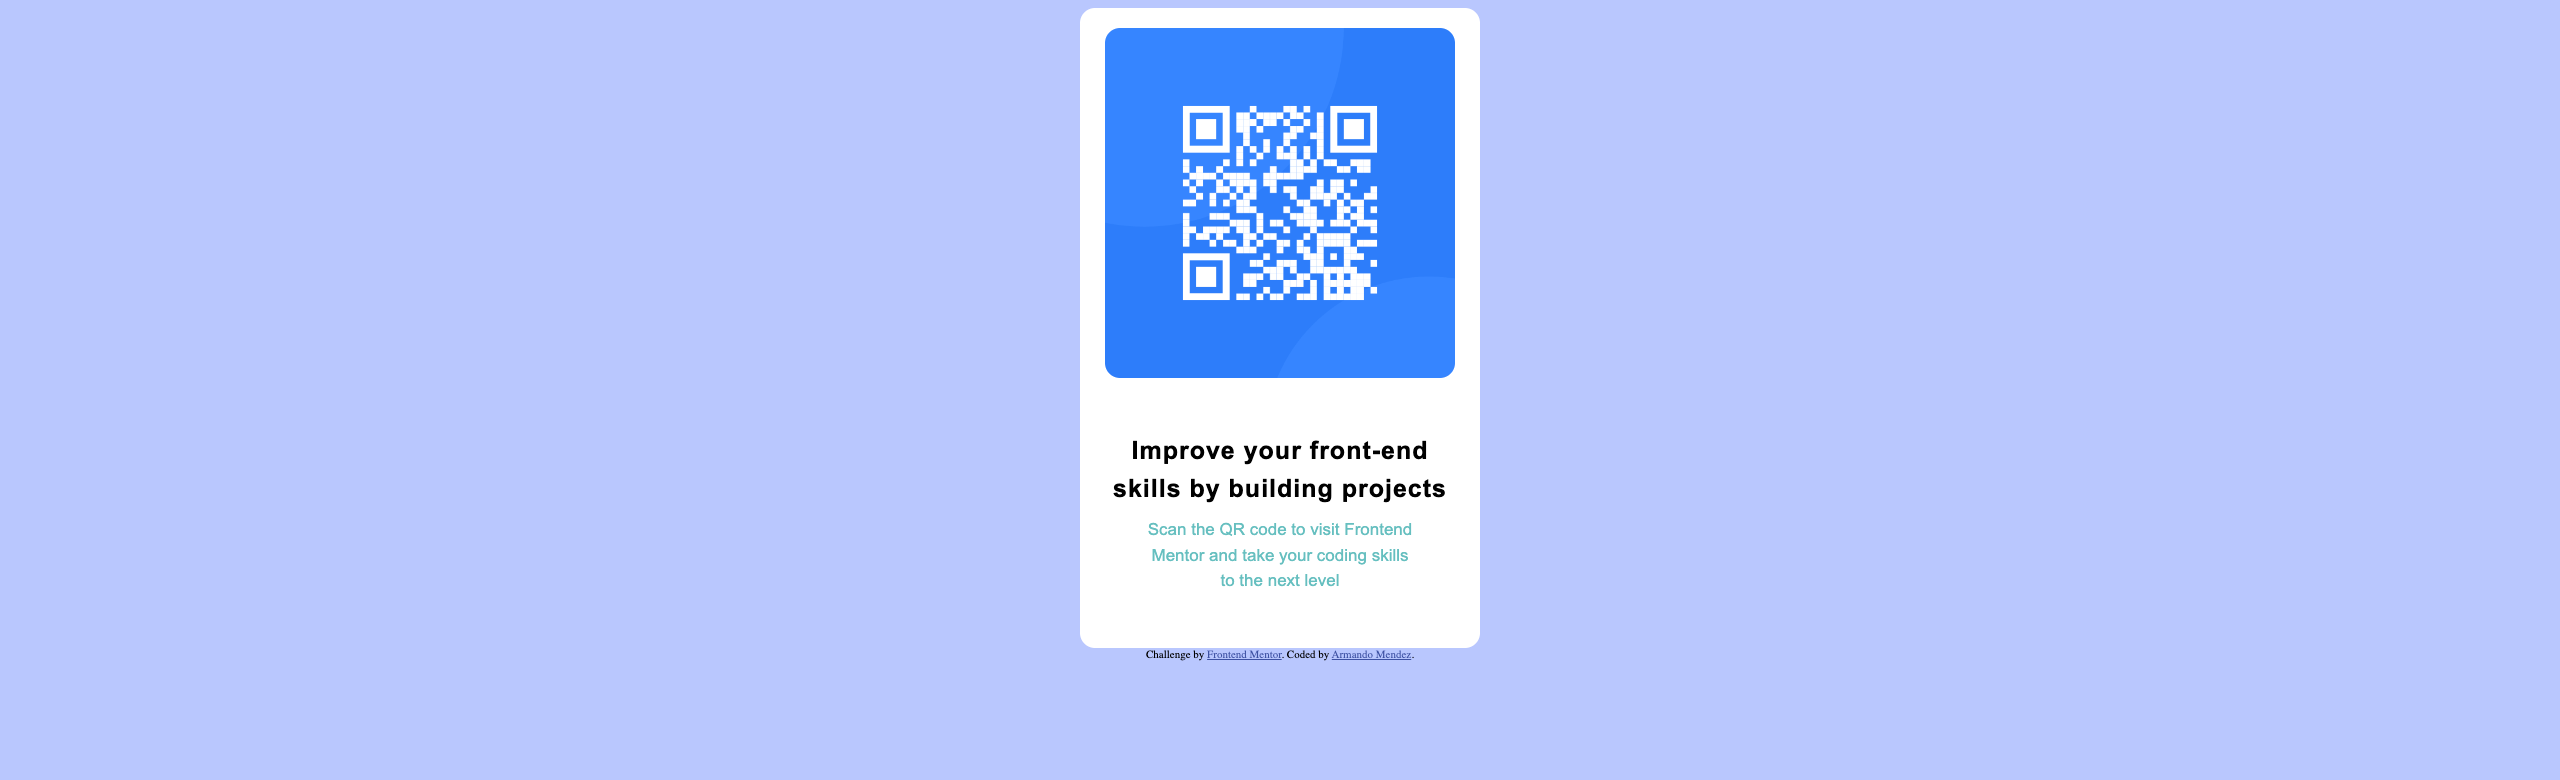 Improve your front-end
skills by building projects
Scan the QR code to visit Frontend
Mentor and take your coding skills
to the next level
Challenge by Frontend Mentor. Coded by Armando Mendez.